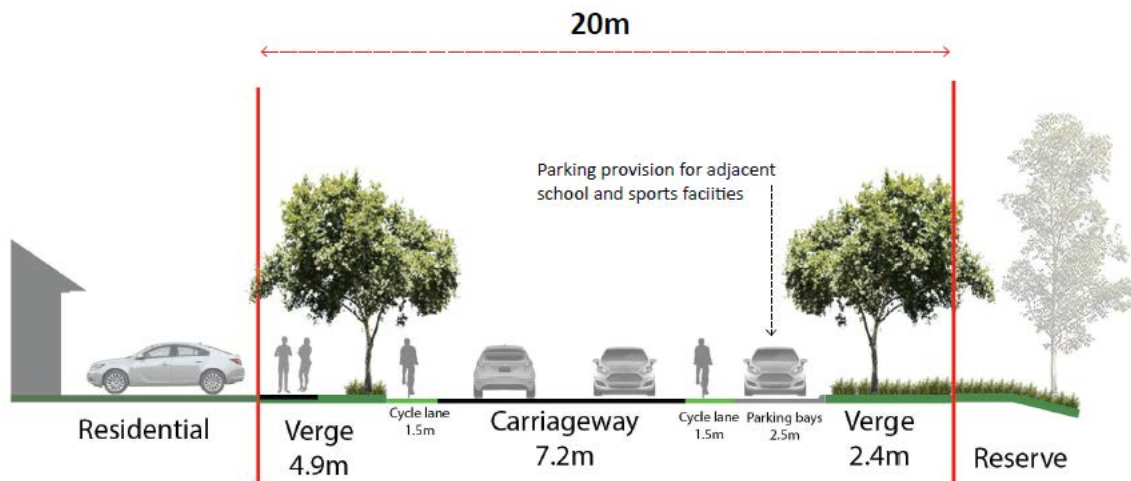 20m
Parking provision for adjacent
school and sports faciities
Residential
Verge
4.9m
Cycle lane
1.5m
Carriageway
7.2m
Cycle lane
1.5m
Parking bays
2.5m
Verge
2.4m
Reserve